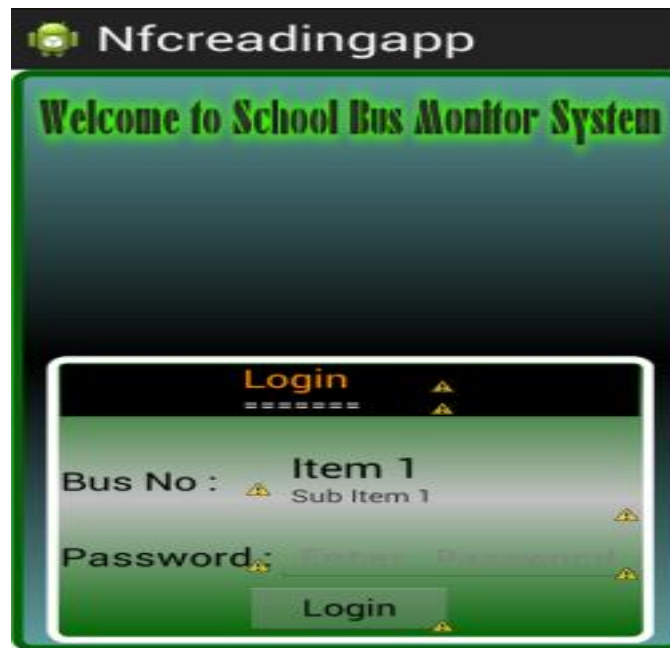 Nfcreadingapp
Welcome to School Bus Monitor System
Login
=======
Bus No :
Item 1
Sub Item 1
Password : Enter Password
Login